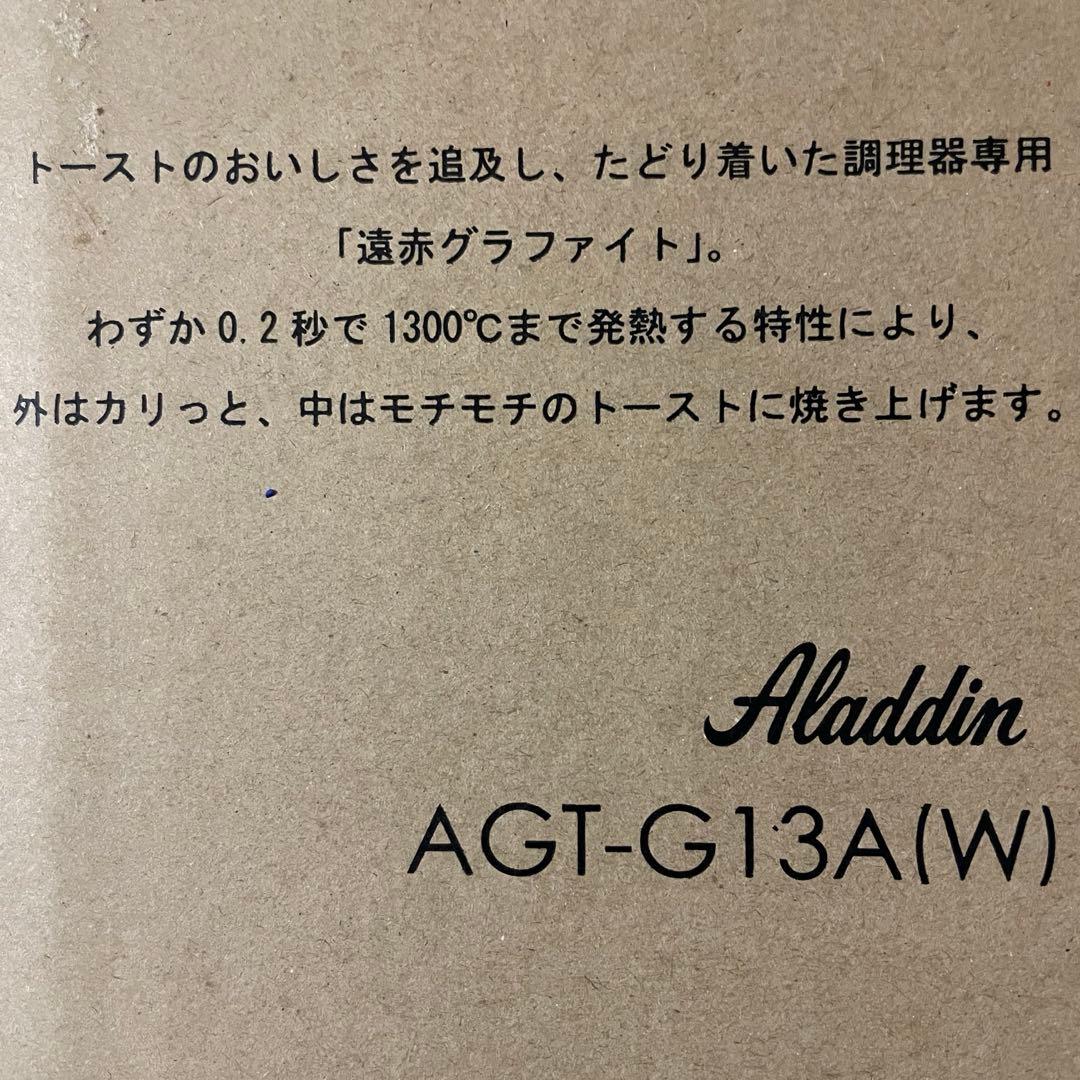 トーストのおいしさを追及し、たどり着いた調理器専用
「遠赤グラファイト」。
わずか0.2秒で1300℃まで発熱する特性により、
外はカリっと、中はモチモチのトーストに焼き上げます。
Aladdin
AGT-G13A(W)